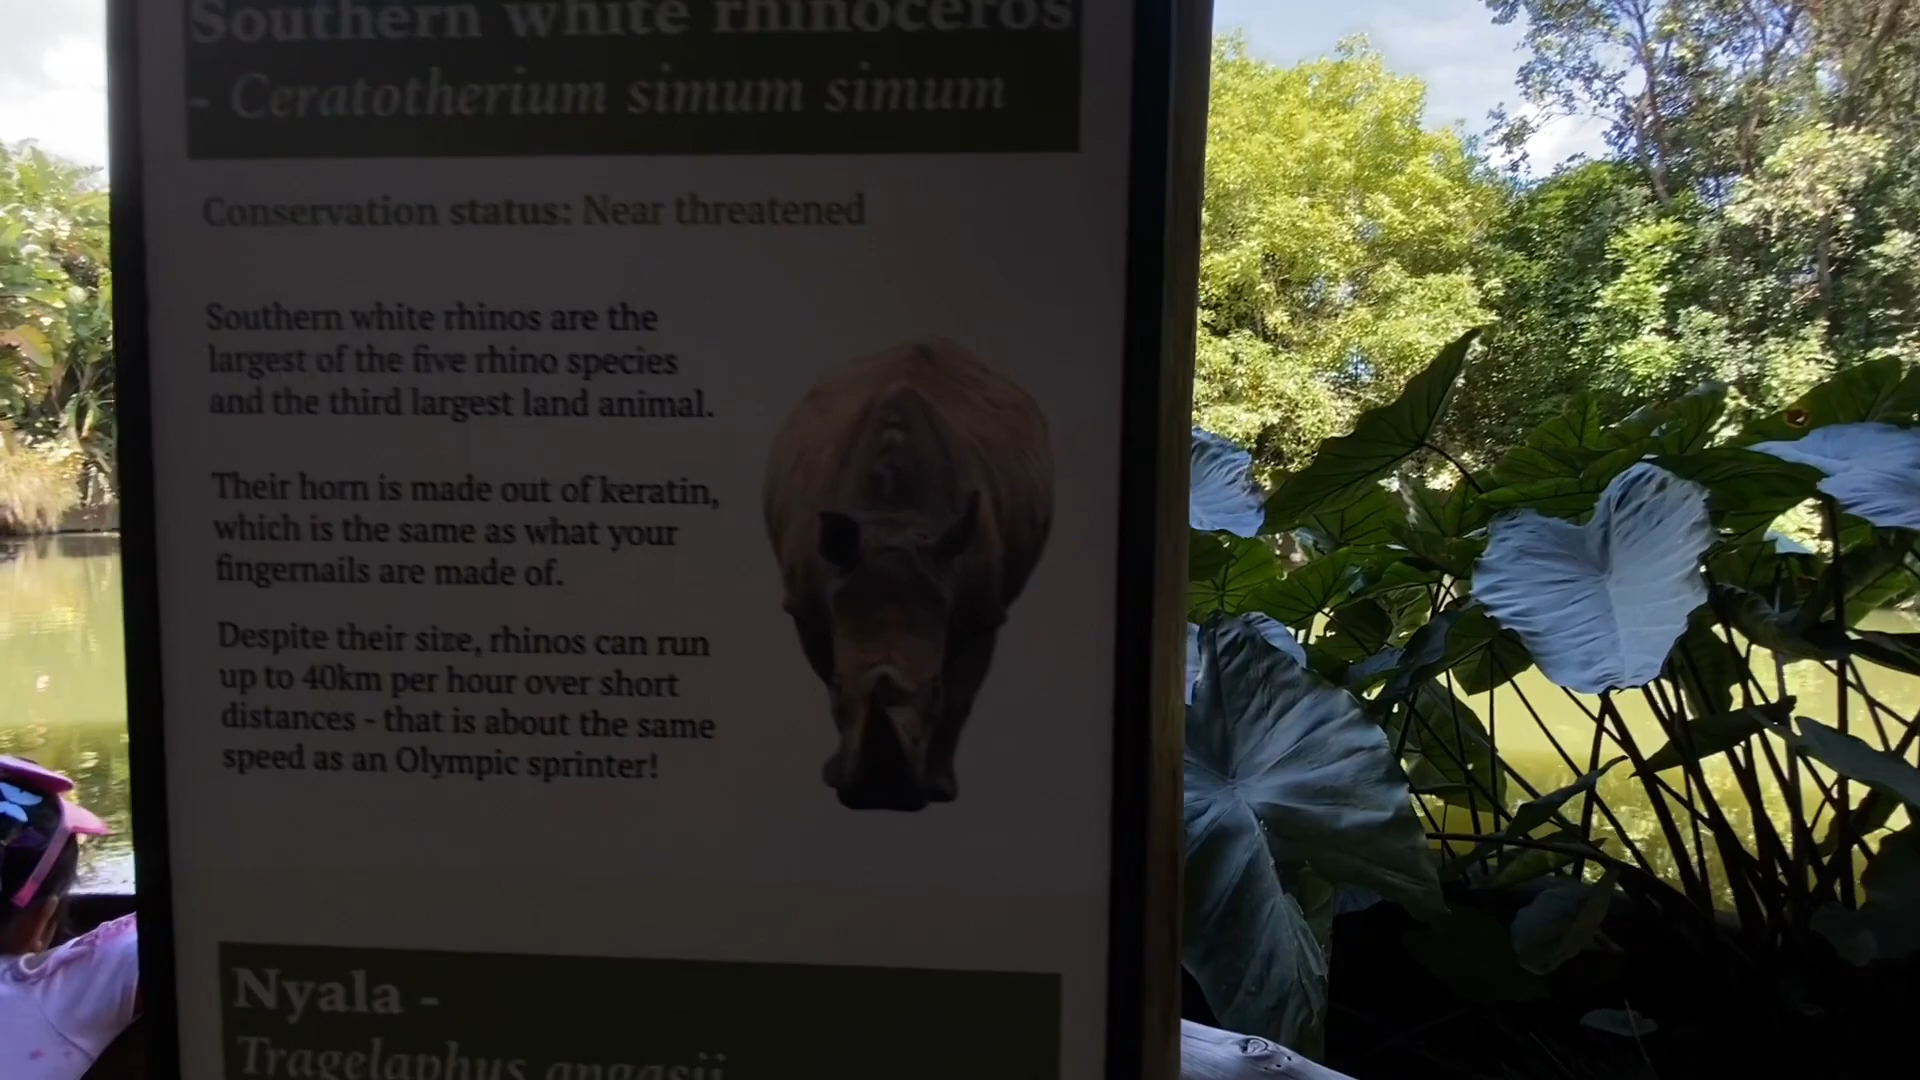 Southern white rhinoceros
- Ceratotherium simum simum
Conservation status: Near threatened
Southern white rhinos are the
largest of the five rhino species
and the third largest land animal.
Their horn is made out of keratin,
which is the same as what your
fingernails are made of.
Despite their size, rhinos can run
up to 40km per hour over short
distances - that is about the same
speed as an Olympic sprinter!
Nyala -
Tragelaphus angasii